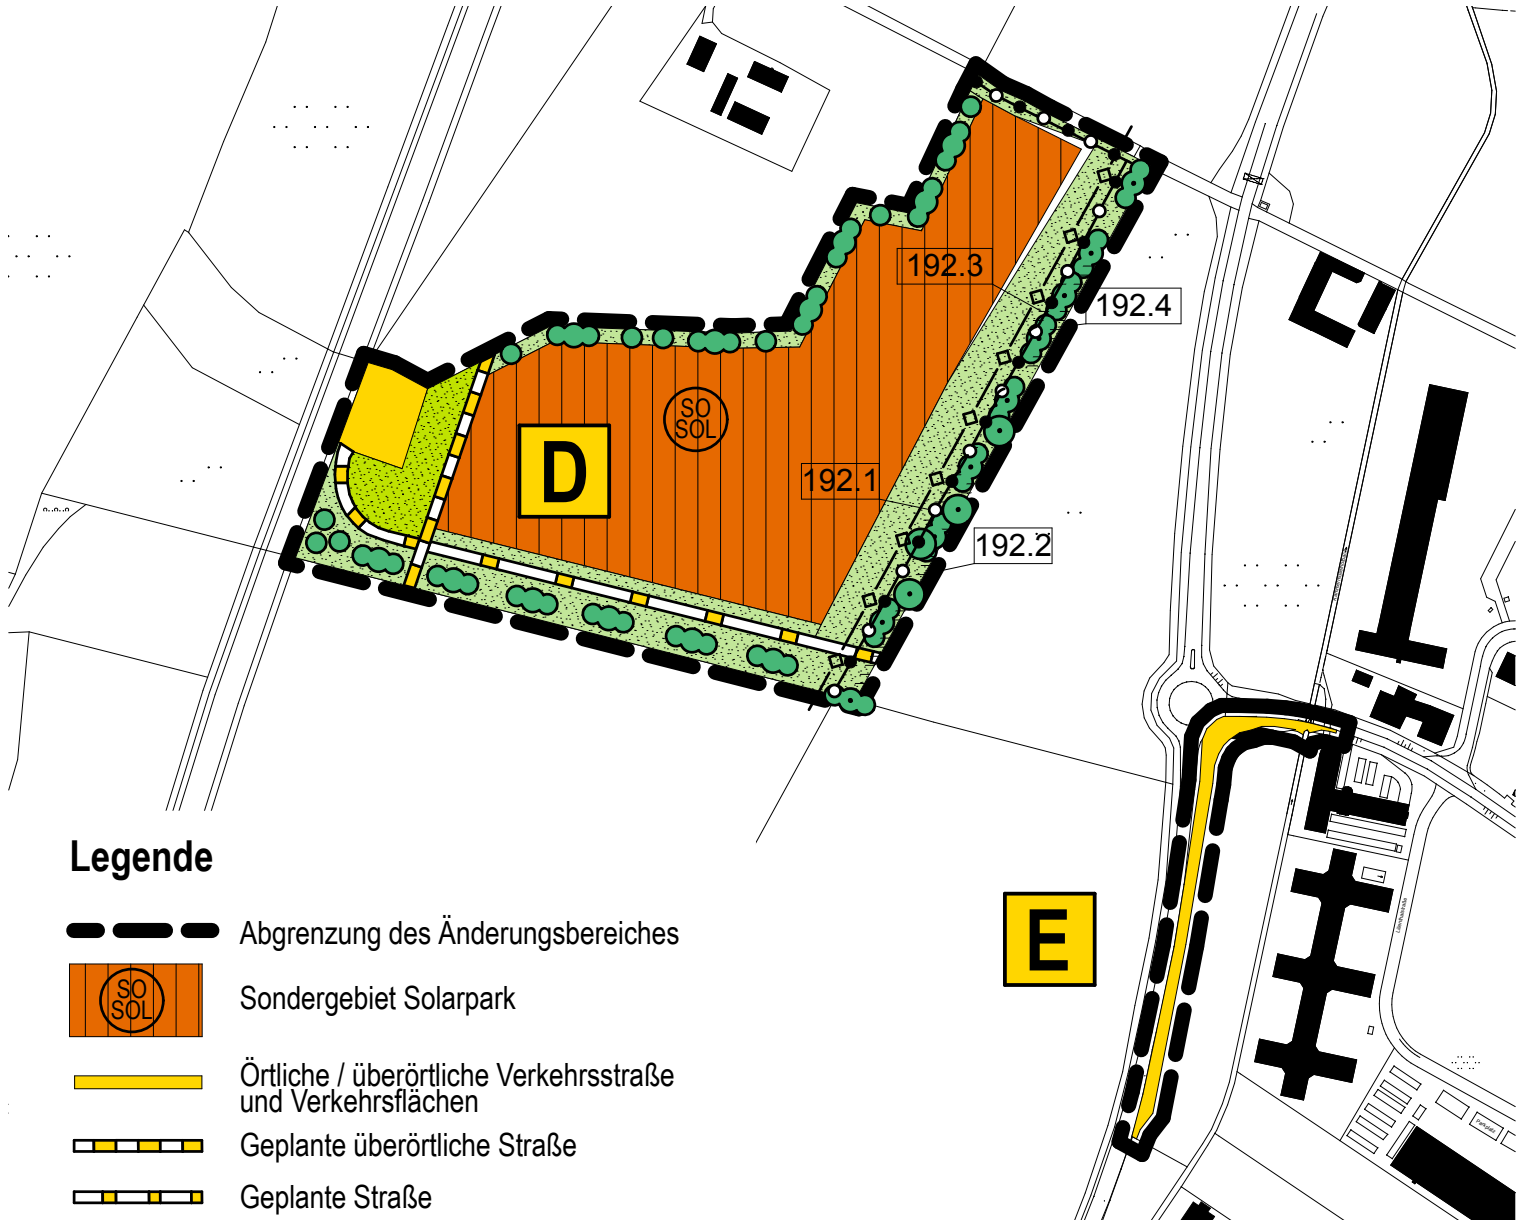 192.3
192.4
SO
SOL
D
192.1
192.2
E
Legende
Abgrenzung des Änderungsbereiches
SO
SOL
Sondergebiet Solarpark
Örtliche / überörtliche Verkehrsstraße
und Verkehrsflächen
Geplante überörtliche Straße
Geplante Straße
Parkplatz